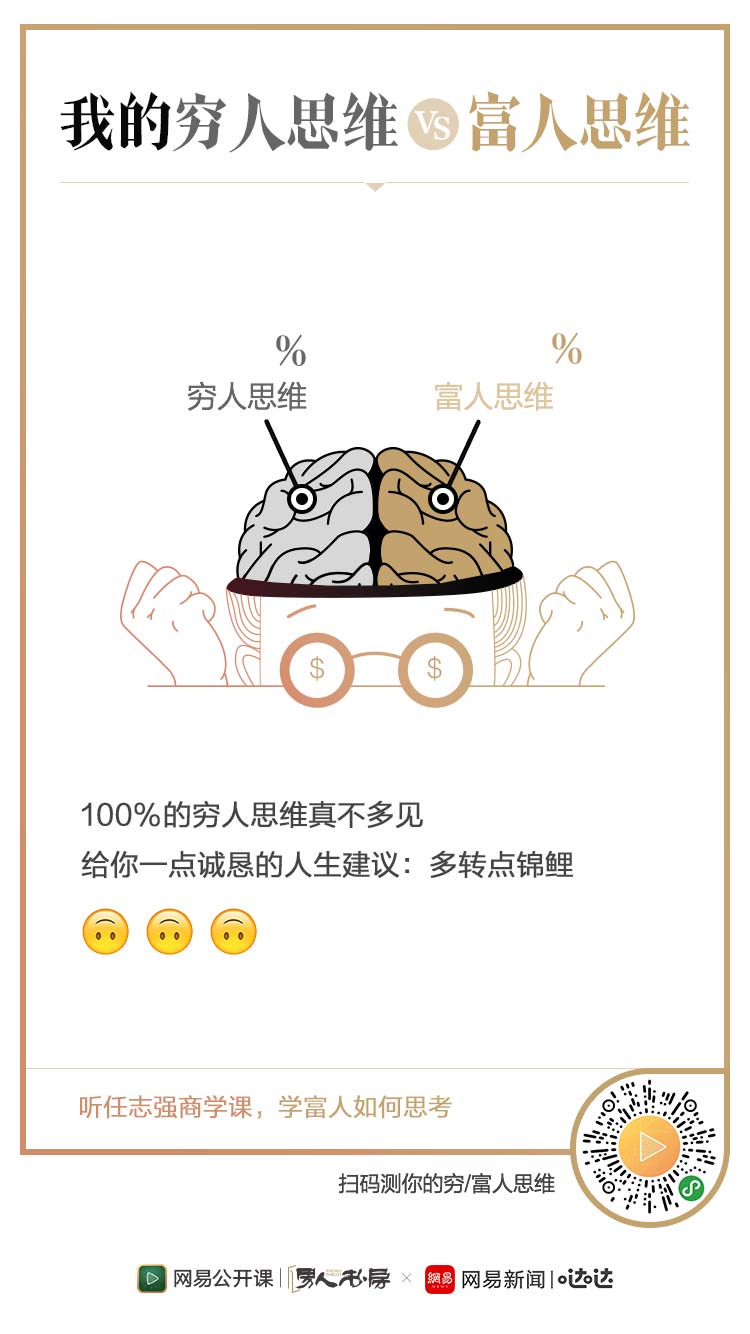 我的穷人思维 VS 富人思维
% %
穷人思维 富人思维
$ $
100%的穷人思维真不多见
给你一点诚恳的人生建议：多转点锦鲤
听任志强商学课，学富人如何思考
扫码测你的穷/富人思维
网易公开课 | × 網易 NEWS 网易新闻 | 哒哒